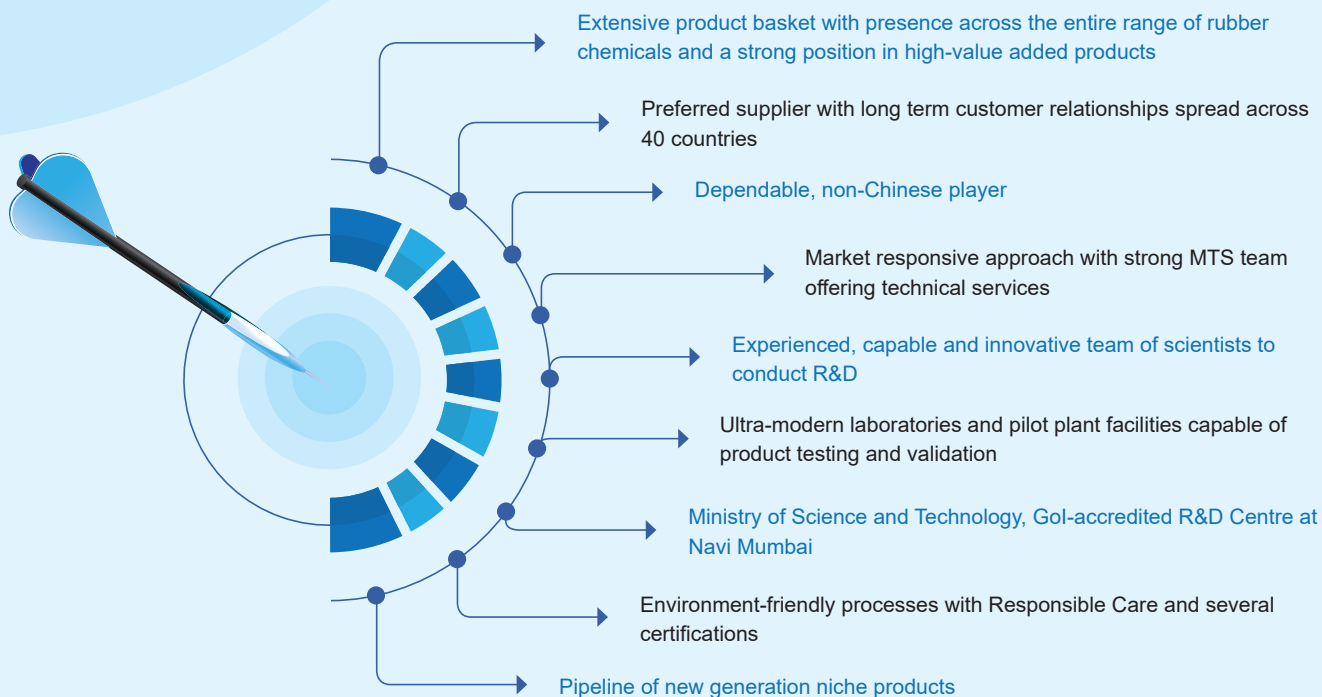 Extensive product basket with presence across the entire range of rubber
chemicals and a strong position in high-value added products
Preferred supplier with long term customer relationships spread across
40 countries
Dependable, non-Chinese player
Market responsive approach with strong MTS team
offering technical services
Experienced, capable and innovative team of scientists to
conduct R&D
Ultra-modern laboratories and pilot plant facilities capable of
product testing and validation
Ministry of Science and Technology, GoI-accredited R&D Centre at
Navi Mumbai
Environment-friendly processes with Responsible Care and several
certifications
Pipeline of new generation niche products